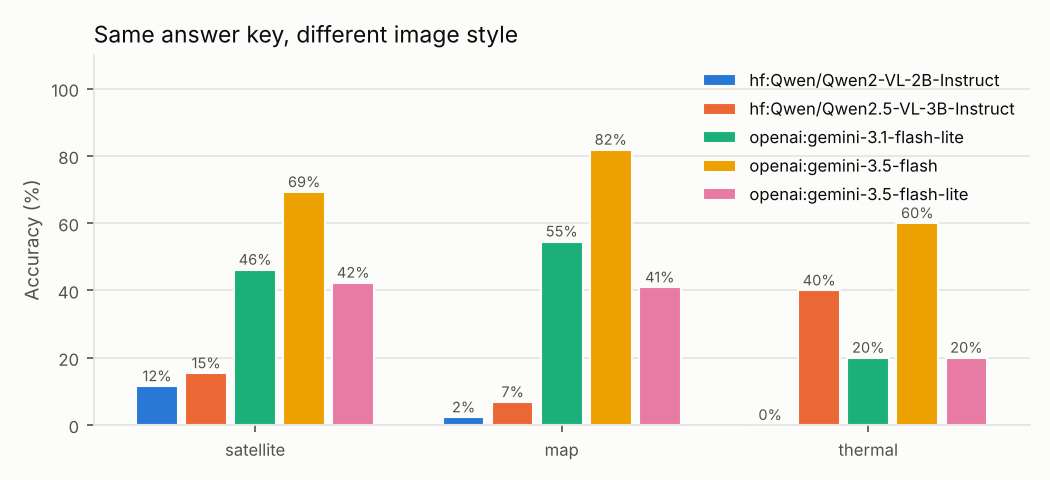 Same answer key, different image style
hf:Qwen/Qwen2-VL-2B-Instruct
hf:Qwen/Qwen2.5-VL-3B-Instruct
openai:gemini-3.1-flash-lite
openai:gemini-3.5-flash
openai:gemini-3.5-flash-lite
Accuracy (%)
100
80
60
40
20
0
12%
15%
46%
69%
42%
2%
7%
55%
82%
41%
0%
40%
20%
60%
20%
satellite
map
thermal